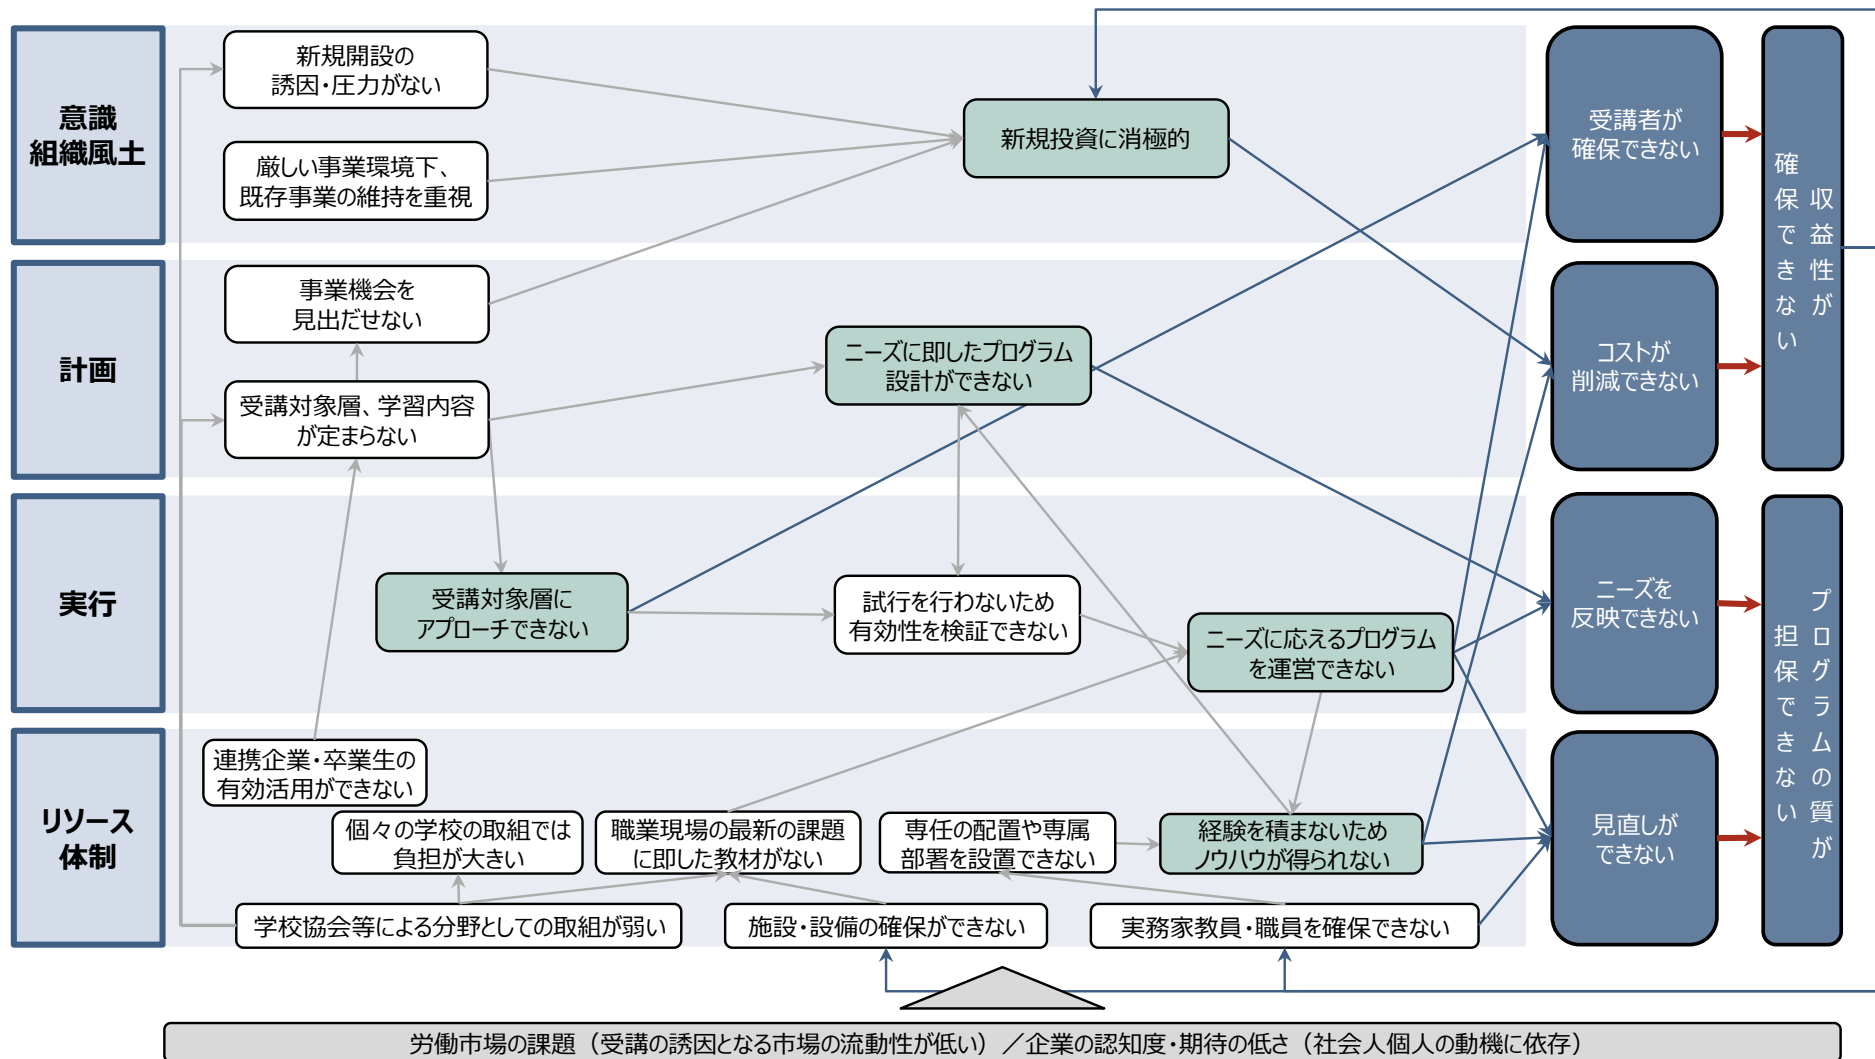 意識
組織風土
新規開設の
誘因・圧力がない
厳しい事業環境下、
既存事業の維持を重視
新規投資に消極的
受講者が
確保できない
収益性が
確保できない
計画
事業機会を
見出だせない
受講対象層、学習内容
が定まらない
ニーズに即したプログラム
設計ができない
コストが
削減できない
実行
受講対象層に
アプローチできない
試行を行わないため
有効性を検証できない
ニーズに応えるプログラム
を運営できない
ニーズを
反映できない
プログラムの質が
担保できない
リソース
体制
連携企業・卒業生の
有効活用ができない
個々の学校の取組では
負担が大きい
職業現場の最新の課題
に即した教材がない
専任の配置や専属
部署を設置できない
経験を積まないため
ノウハウが得られない
見直しが
できない
学校協会等による分野としての取組が弱い
施設・設備の確保ができない
実務家教員・職員を確保できない
労働市場の課題（受講の誘因となる市場の流動性が低い）／企業の認知度・期待の低さ（社会人個人の動機に依存）